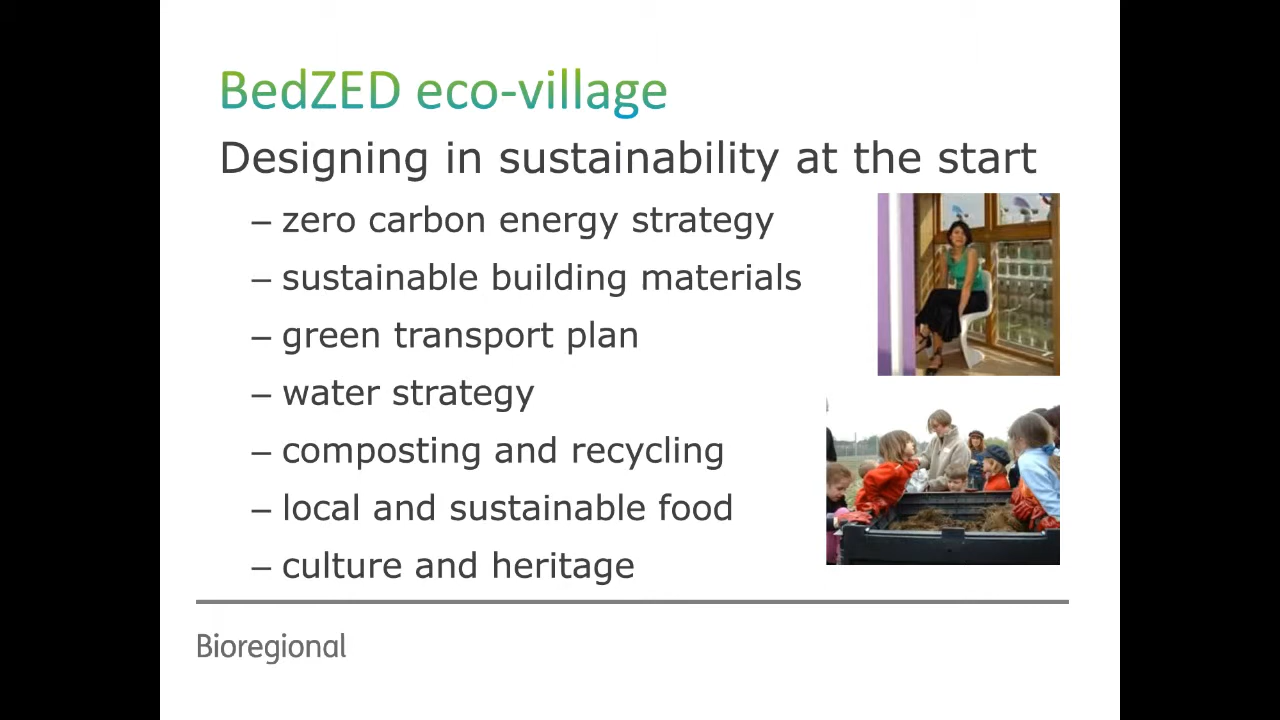 BedZED eco-village
Designing in sustainability at the start
– zero carbon energy strategy
– sustainable building materials
– green transport plan
– water strategy
– composting and recycling
– local and sustainable food
– culture and heritage
Bioregional